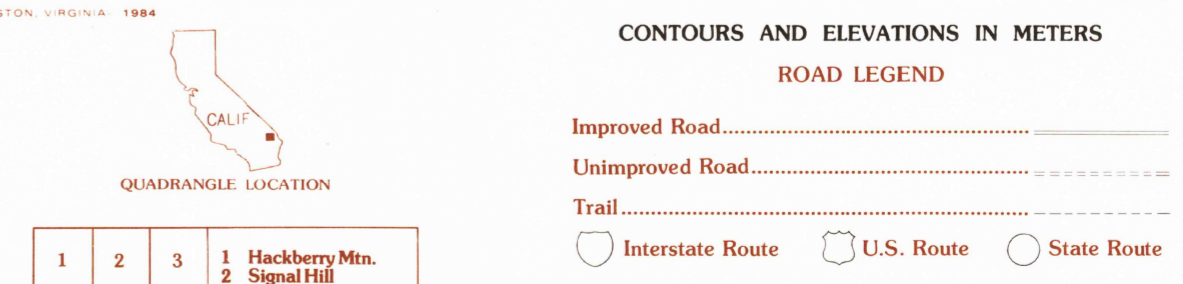 VIRGINIA- 1984
CALIF
QUADRANGLE LOCATION
1 2 3
1 Hackberry Mtn.
2 Signal Hill
CONTOURS AND ELEVATIONS IN METERS
ROAD LEGEND
Improved Road
Unimproved Road
Trail
Interstate Route U.S. Route State Route